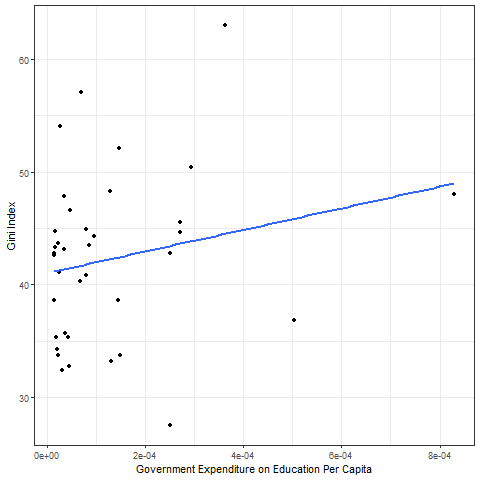 60
50
40
30
Gini Index
0e+00 2e-04 4e-04 6e-04 8e-04
Government Expenditure on Education Per Capita